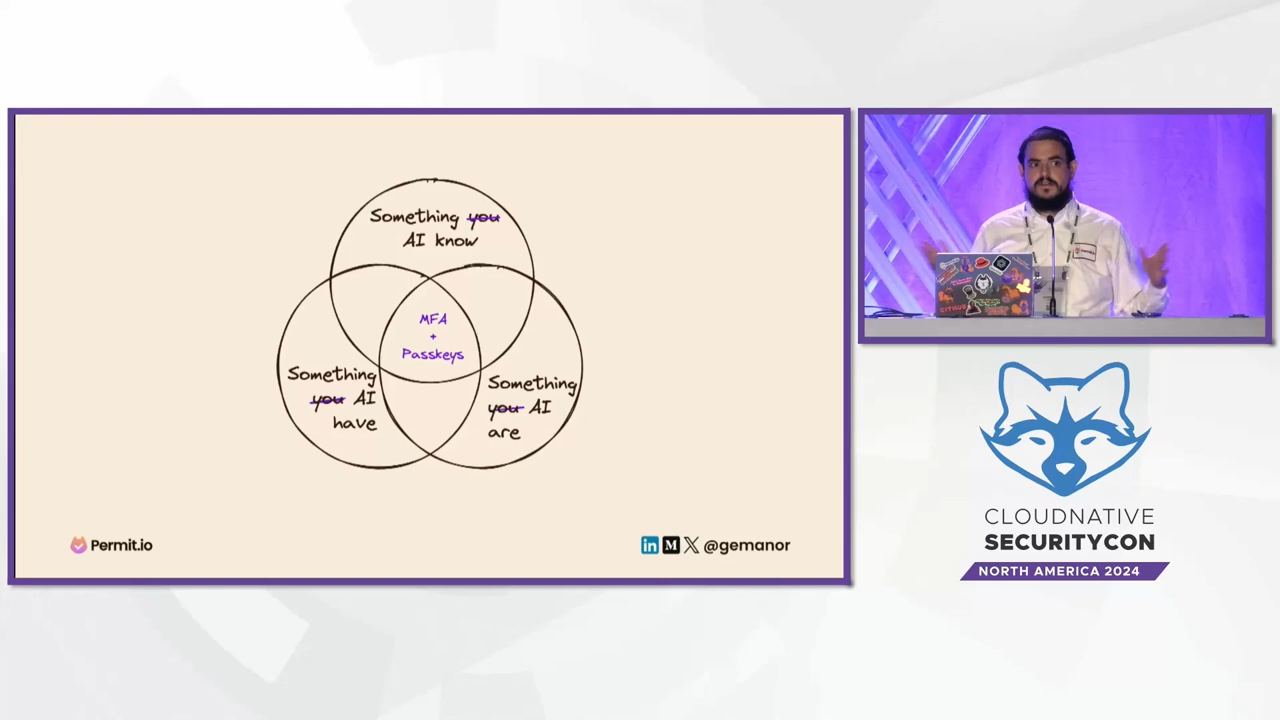 Something you
AI know
MFA
+
Passkeys
Something
you AI
have
Something
you AI
are
Permit.io
in M X @gemanor
CLOUDNATIVE
SECURITYCON
NORTH AMERICA 2024